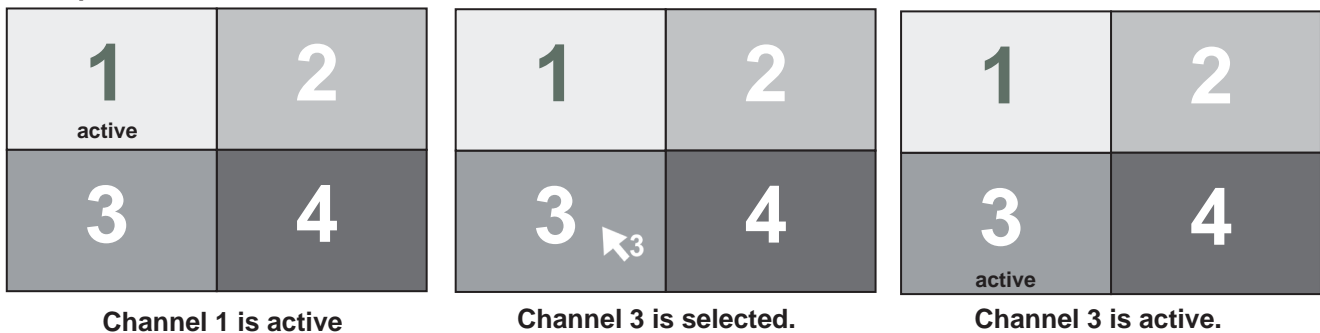 1 2 1 2 1 2
active
3 4 3 3 4 3 4
active
Channel 1 is active Channel 3 is selected. Channel 3 is active.